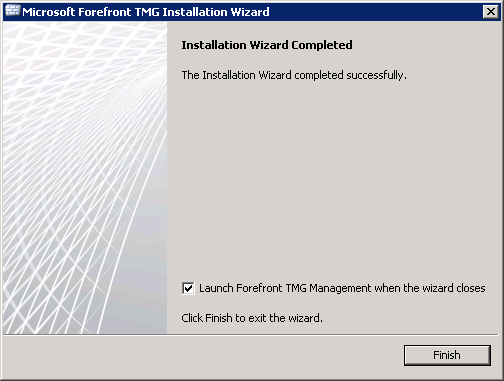 Microsoft Forefront TMG Installation Wizard
Installation Wizard Completed
The Installation Wizard completed successfully.
Launch Forefront TMG Management when the wizard closes
Click Finish to exit the wizard.
Finish